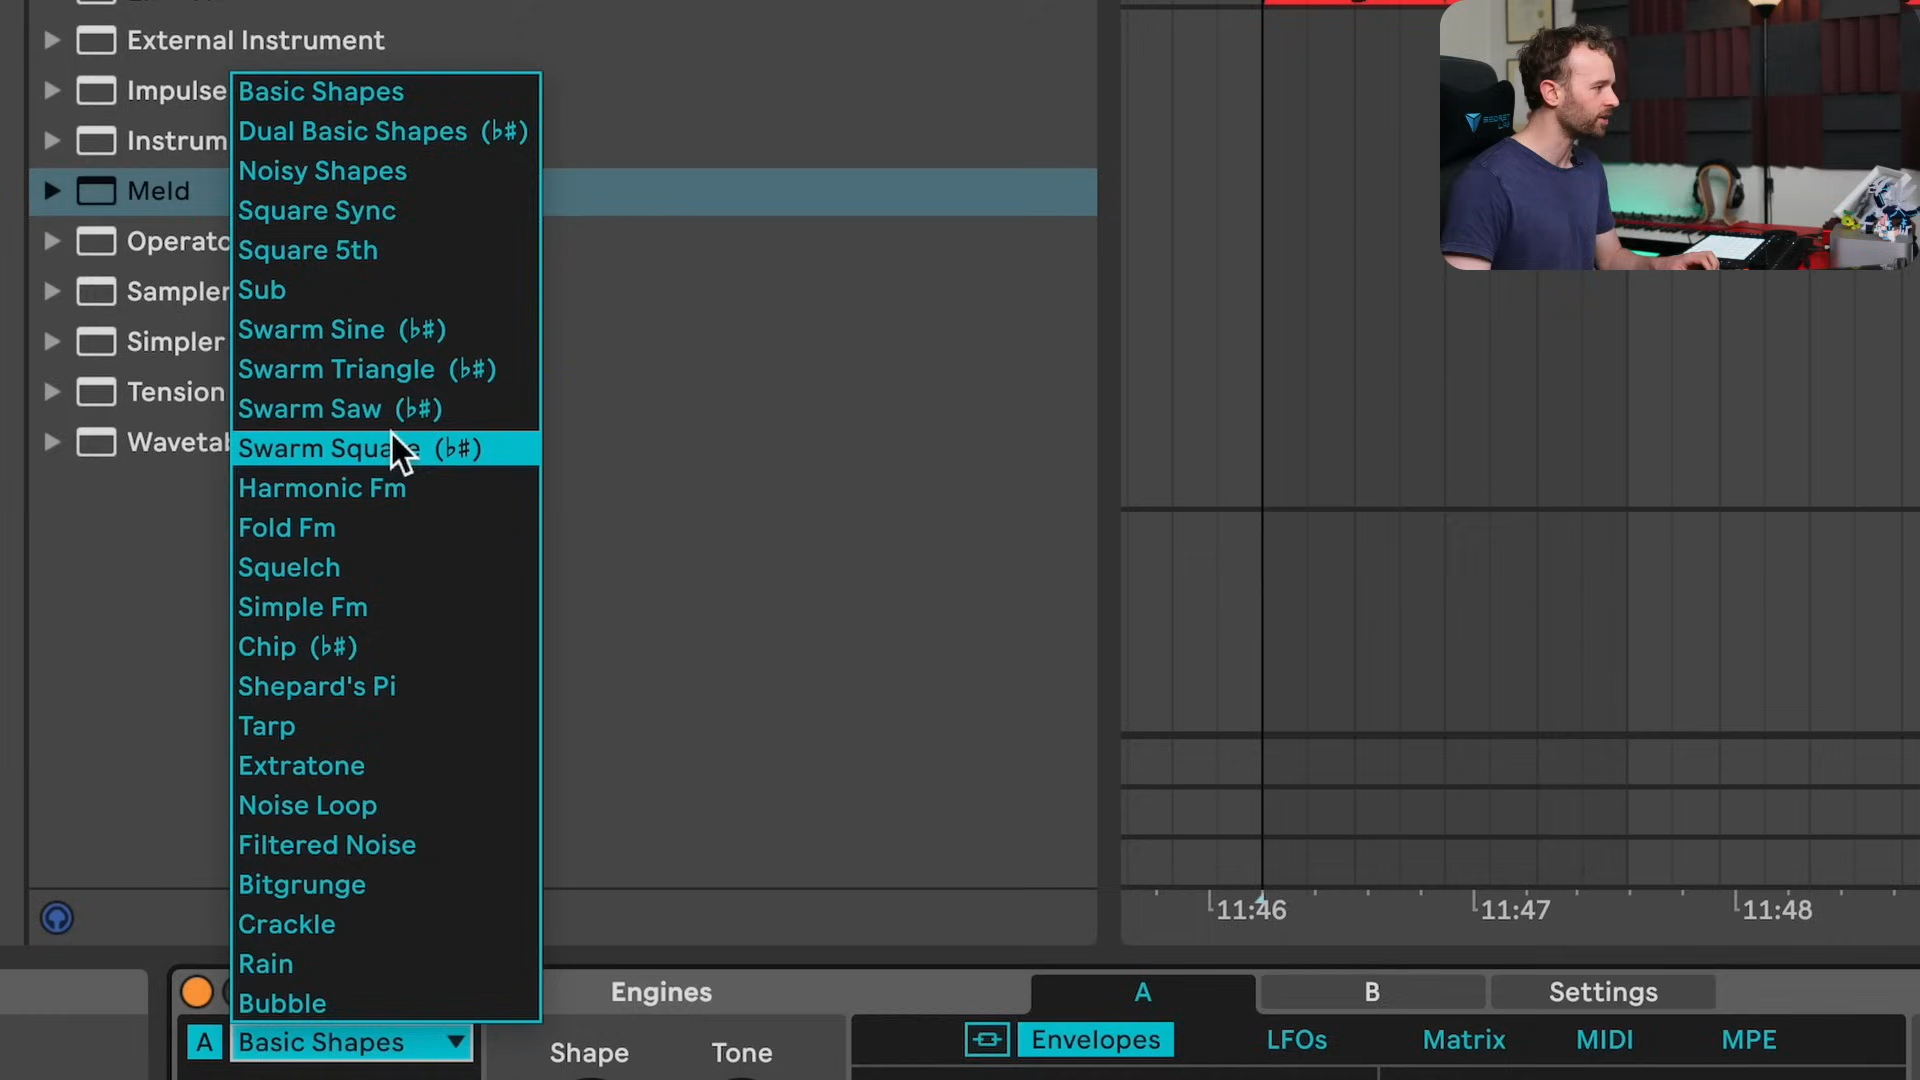 External Instrument
Impulse
Instrum
Meld
Operato
Sampler
Simpler
Tension
Wavetab
Basic Shapes
Dual Basic Shapes (♭♯)
Noisy Shapes
Square Sync
Square 5th
Sub
Swarm Sine (♭♯)
Swarm Triangle (♭♯)
Swarm Saw (♭♯)
Swarm Square (♭♯)
Harmonic Fm
Fold Fm
Squelch
Simple Fm
Chip (♭♯)
Shepard's Pi
Tarp
Extratone
Noise Loop
Filtered Noise
Bitgrunge
Crackle
Rain
Bubble
SECRET LAB
11:46 11:47 11:48
Engines A B Settings
A Basic Shapes Shape Tone Envelopes LFOs Matrix MIDI MPE